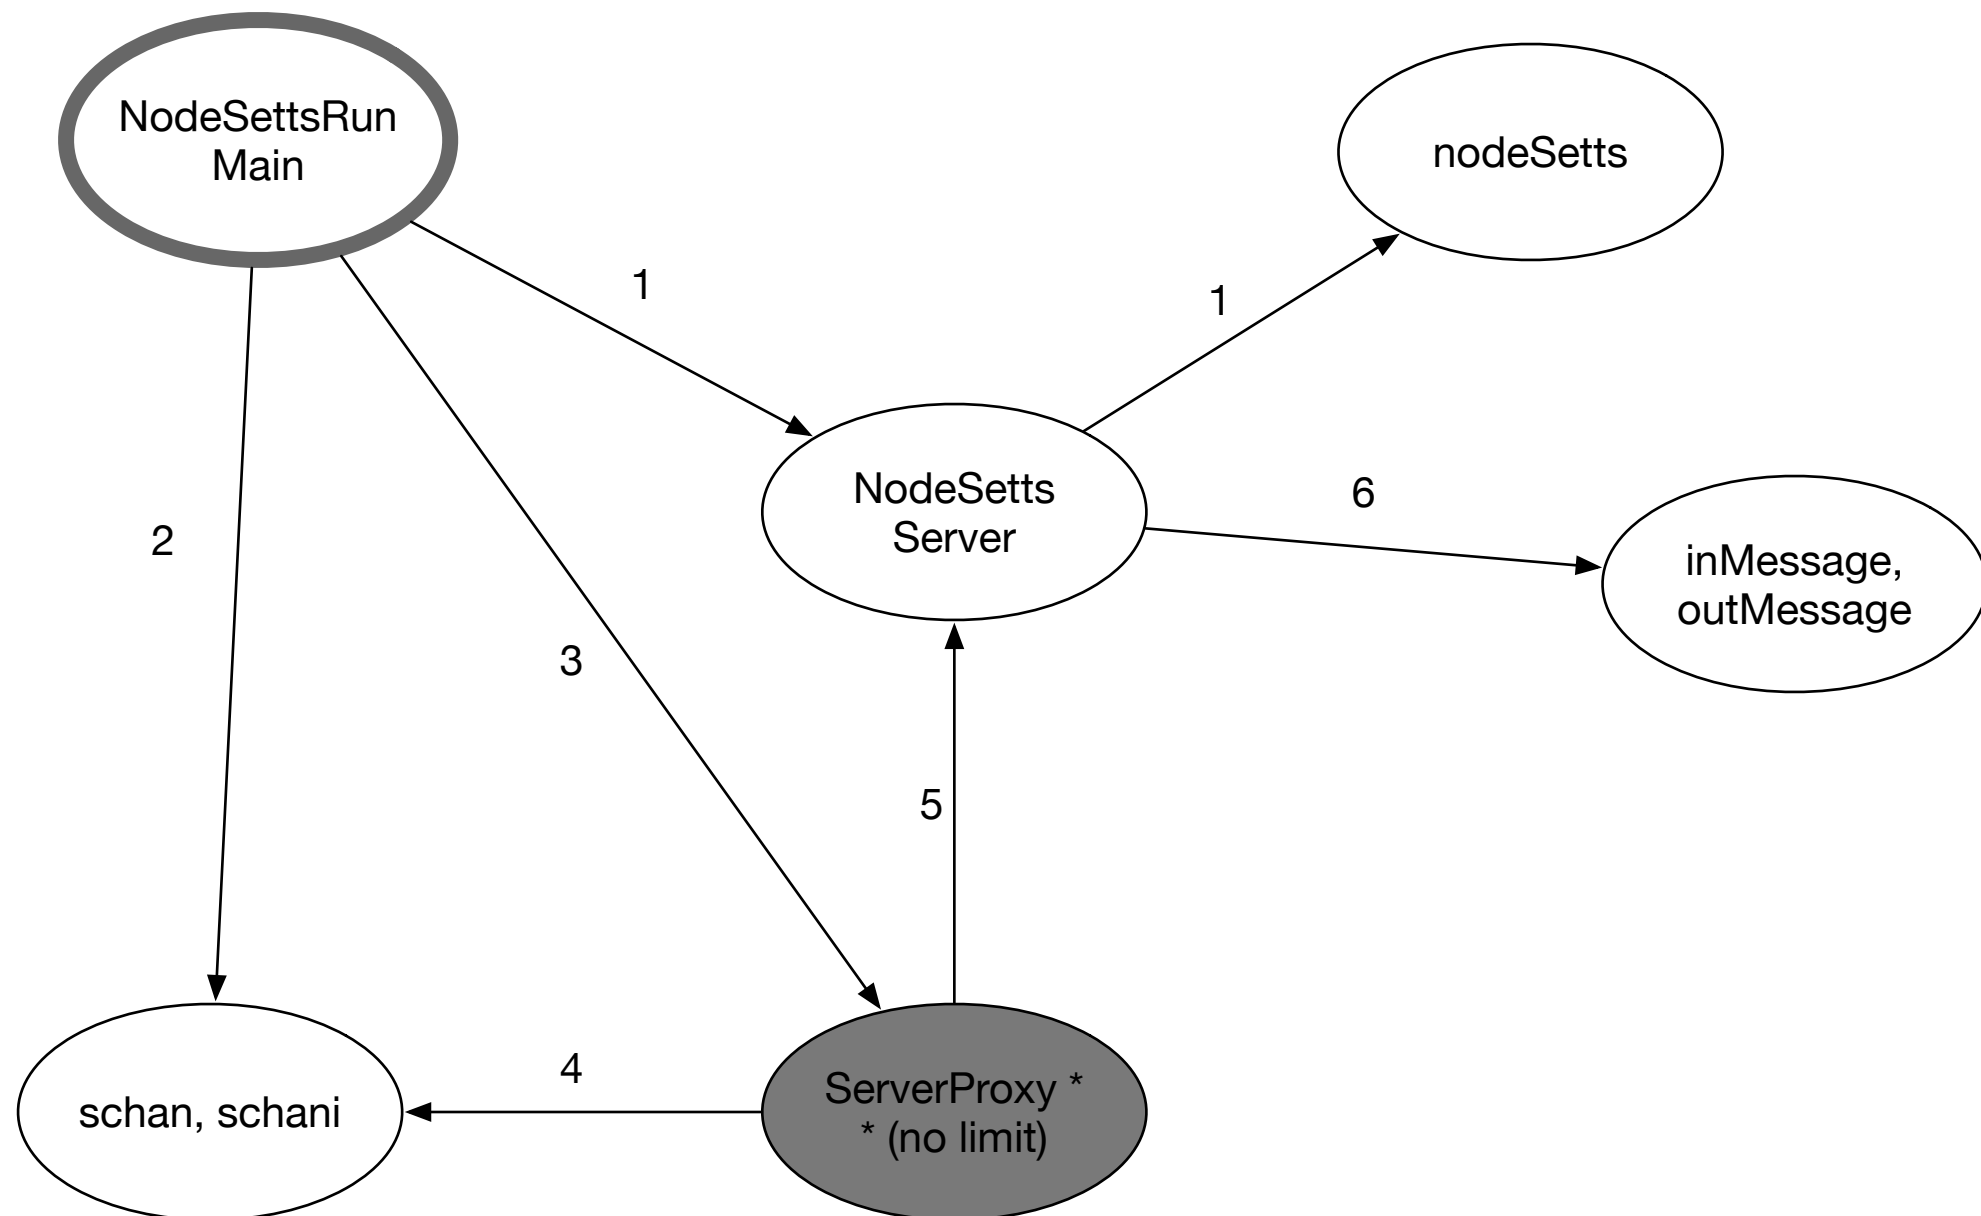 NodeSettsRun
Main
nodeSetts
1
1
NodeSetts
Server
6
2
inMessage,
outMessage
3
5
4
ServerProxy *
* (no limit)
schan, schani